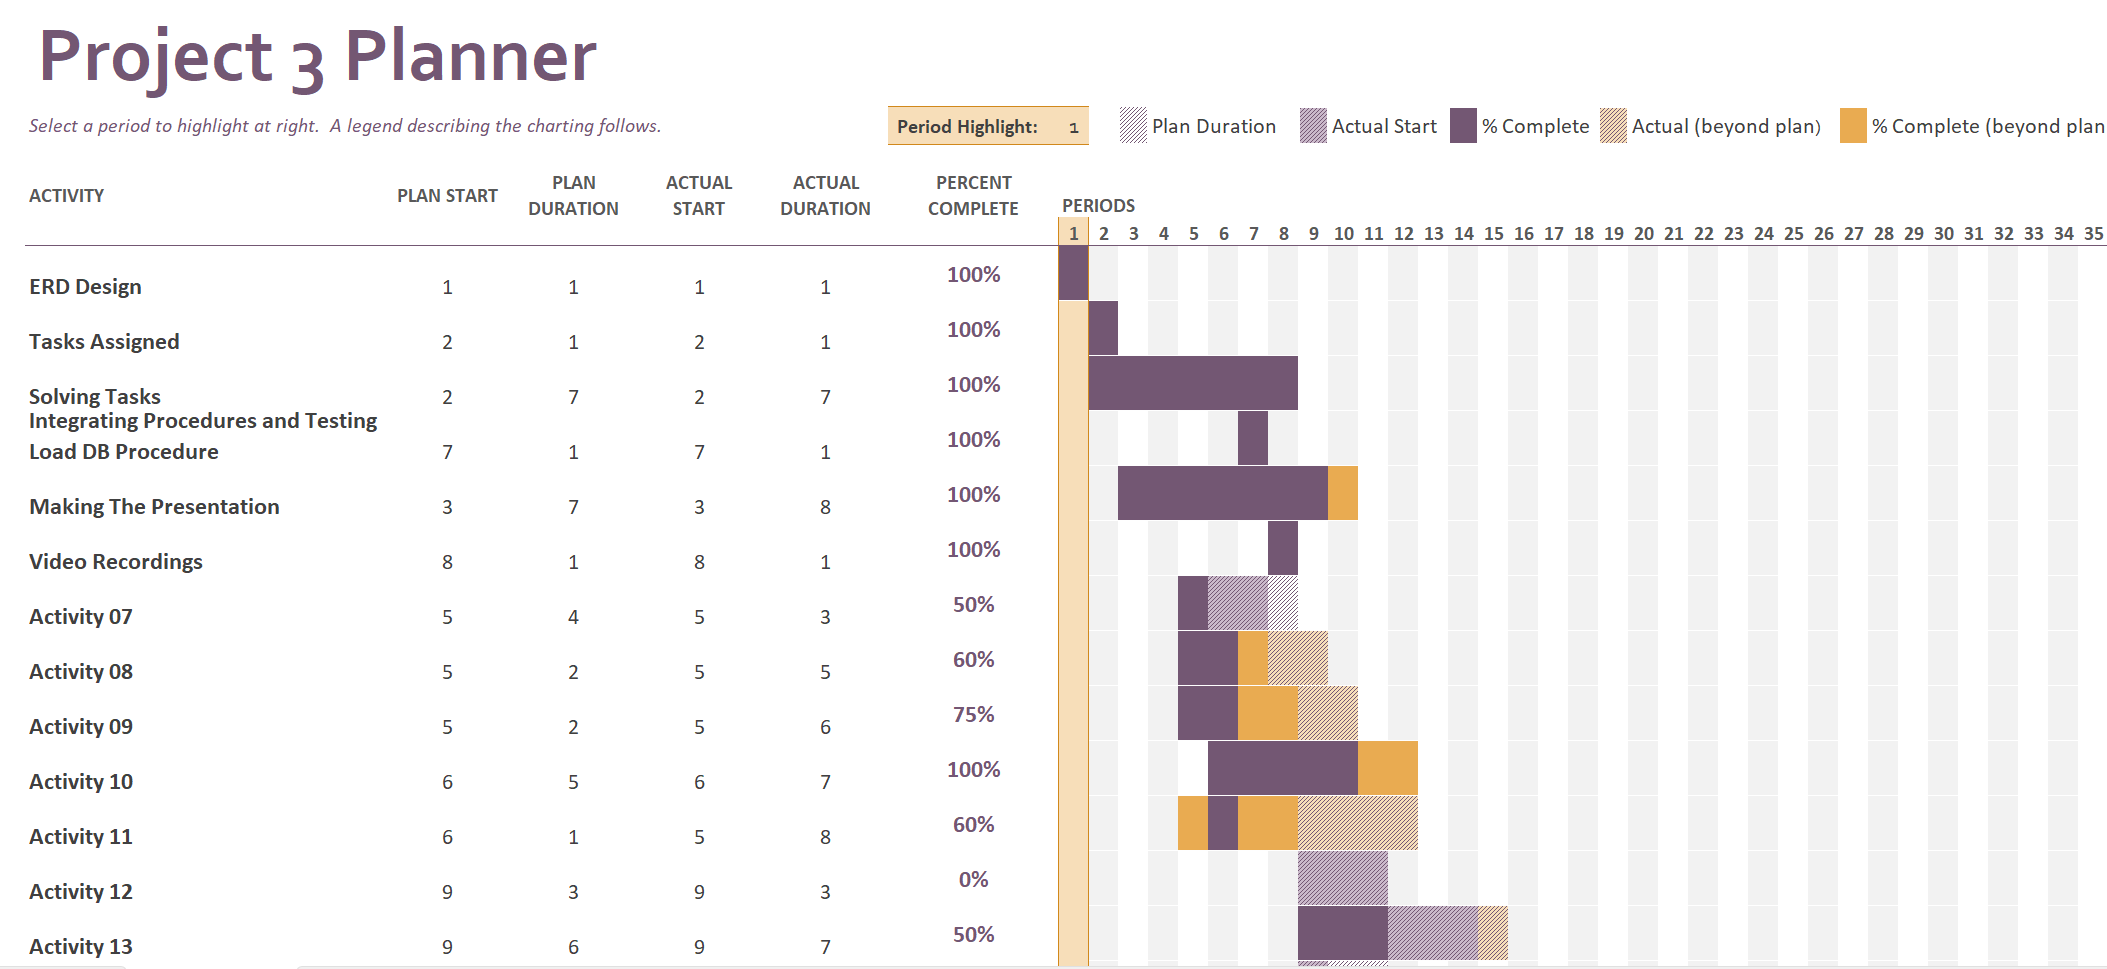 Project 3 Planner
Select a period to highlight at right.  A legend describing the charting follows.
Period Highlight: 1
Plan Duration
Actual Start
% Complete
Actual (beyond plan)
% Complete (beyond plan
ACTIVITY
PLAN START
PLAN
DURATION
ACTUAL
START
ACTUAL
DURATION
PERCENT
COMPLETE
PERIODS
1 2 3 4 5 6 7 8 9 10 11 12 13 14 15 16 17 18 19 20 21 22 23 24 25 26 27 28 29 30 31 32 33 34 35
ERD Design 1 1 1 1 100%
Tasks Assigned 2 1 2 1 100%
Solving Tasks 2 7 2 7 100%
Integrating Procedures and Testing
Load DB Procedure 7 1 7 1 100%
Making The Presentation 3 7 3 8 100%
Video Recordings 8 1 8 1 100%
Activity 07 5 4 5 3 50%
Activity 08 5 2 5 5 60%
Activity 09 5 2 5 6 75%
Activity 10 6 5 6 7 100%
Activity 11 6 1 5 8 60%
Activity 12 9 3 9 3 0%
Activity 13 9 6 9 7 50%